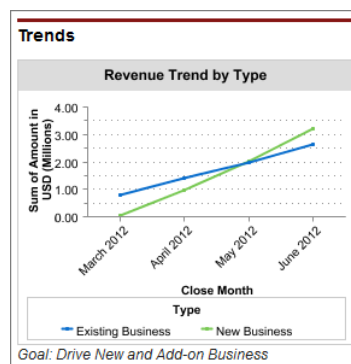 Trends
Revenue Trend by Type
Sum of Amount in
USD (Millions)
4.00
3.00
2.00
1.00
0.00
March 2012
April 2012
May 2012
June 2012
Close Month
Type
Existing Business
New Business
Goal: Drive New and Add-on Business